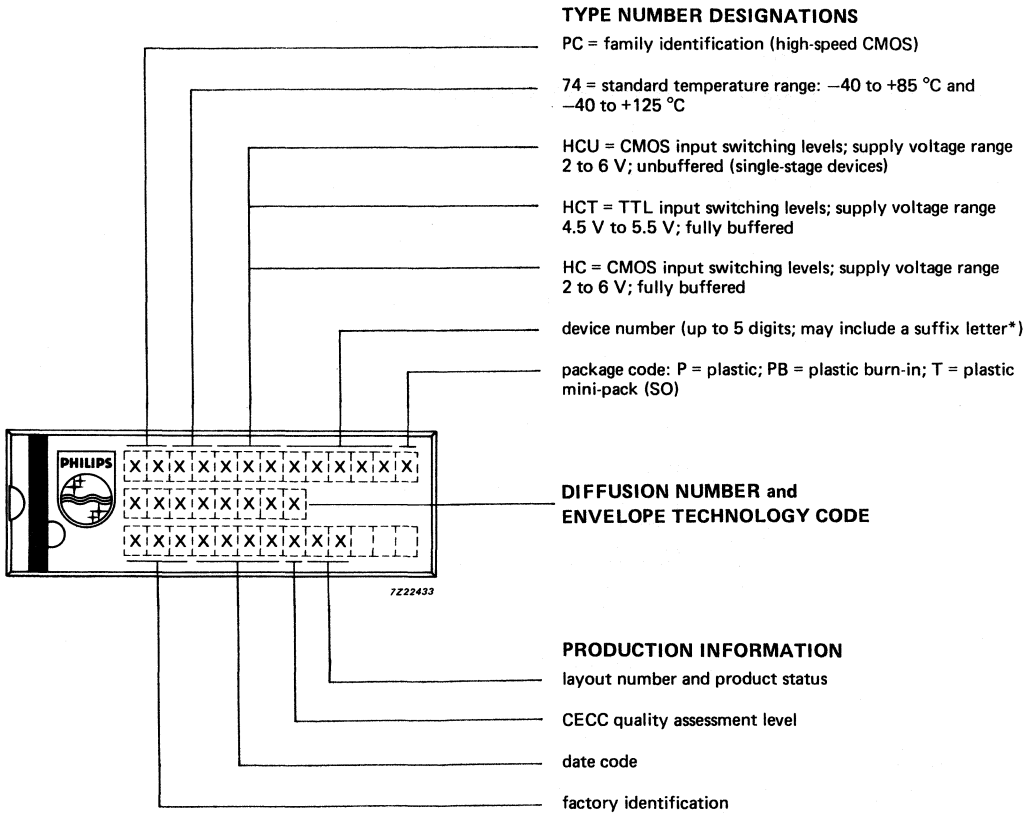 TYPE NUMBER DESIGNATIONS
PC = family identification (high-speed CMOS)
74 = standard temperature range: —40 to +85 °C and
—40 to +125 °C
HCU = CMOS input switching levels; supply voltage range
2 to 6 V; unbuffered (single-stage devices)
HCT = TTL input switching levels; supply voltage range
4.5 V to 5.5 V; fully buffered
HC = CMOS input switching levels; supply voltage range
2 to 6 V; fully buffered
device number (up to 5 digits; may include a suffix letter*)
package code: P = plastic; PB = plastic burn-in; T = plastic
mini-pack (SO)
PHILIPS
X X X X X X X X X X X X X
X X X X X X X X
X X X X X X X X X X
7Z22433
DIFFUSION NUMBER and
ENVELOPE TECHNOLOGY CODE
PRODUCTION INFORMATION
layout number and product status
CECC quality assessment level
date code
factory identification